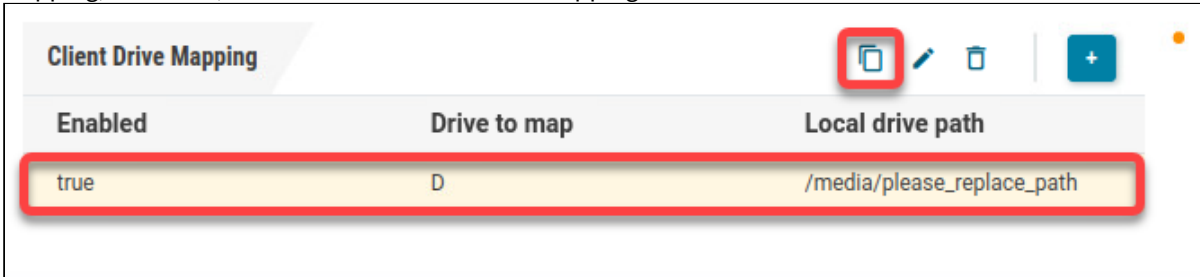 Client Drive Mapping
+
Enabled Drive to map Local drive path
true D /media/please_replace_path